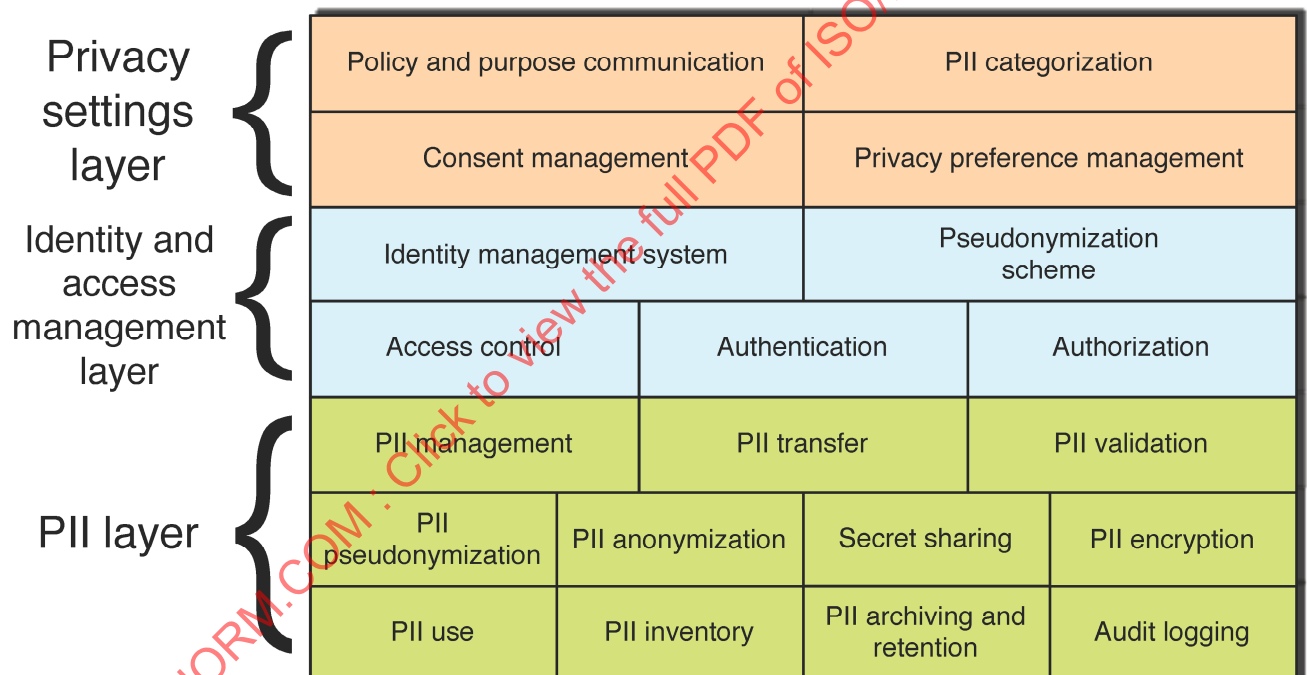 Privacy
settings
layer
Policy and purpose communication
PII categorization
Consent management
Privacy preference management
Identity and
access
management
layer
Identity management system
Pseudonymization
scheme
Access control
Authentication
Authorization
PII layer
PII management
PII transfer
PII validation
PII
pseudonymization
PII anonymization
Secret sharing
PII encryption
PII use
PII inventory
PII archiving and
retention
Audit logging
NORM.COM : Click to view the full PDF of ISO/